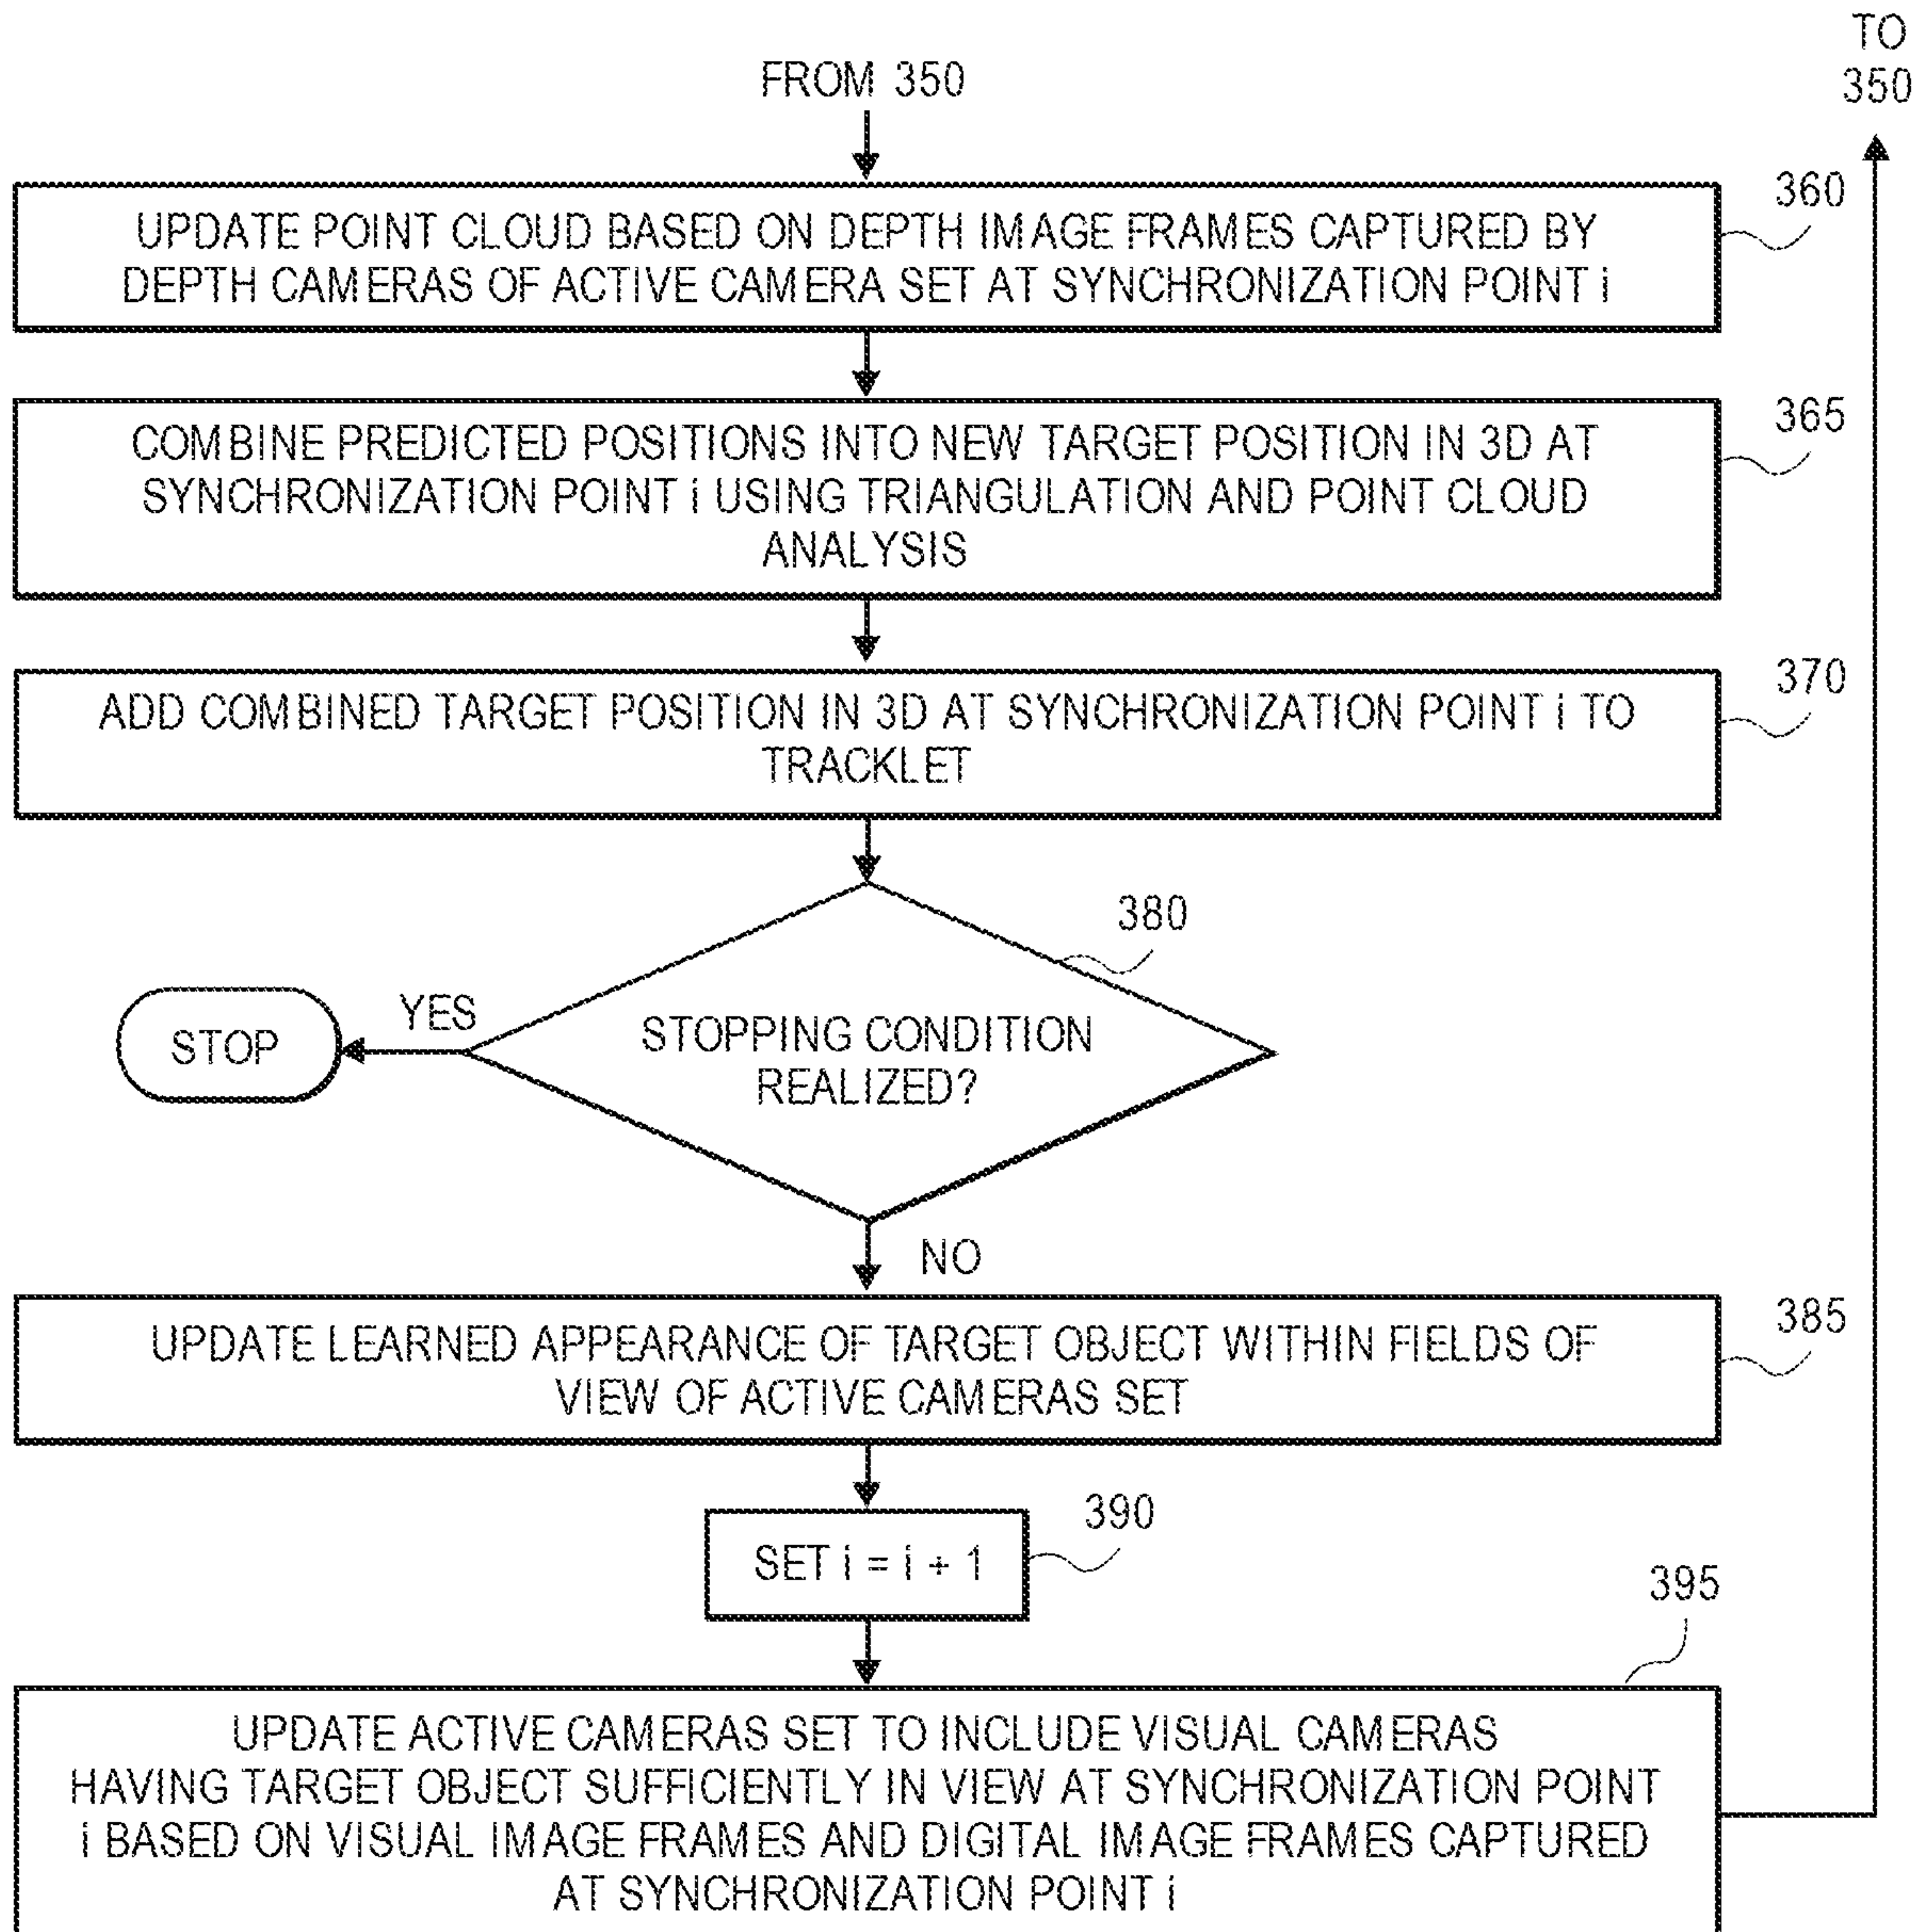 TO
350
FROM 350
360
UPDATE POINT CLOUD BASED ON DEPTH IMAGE FRAMES CAPTURED BY
DEPTH CAMERAS OF ACTIVE CAMERA SET AT SYNCHRONIZATION POINT i
365
COMBINE PREDICTED POSITIONS INTO NEW TARGET POSITION IN 3D AT
SYNCHRONIZATION POINT i USING TRIANGULATION AND POINT CLOUD
ANALYSIS
370
ADD COMBINED TARGET POSITION IN 3D AT SYNCHRONIZATION POINT i TO
TRACKLET
380
STOPPING CONDITION
REALIZED?
YES
STOP
NO
385
UPDATE LEARNED APPEARANCE OF TARGET OBJECT WITHIN FIELDS OF
VIEW OF ACTIVE CAMERAS SET
390
SET i = i + 1
395
UPDATE ACTIVE CAMERAS SET TO INCLUDE VISUAL CAMERAS
HAVING TARGET OBJECT SUFFICIENTLY IN VIEW AT SYNCHRONIZATION POINT
i BASED ON VISUAL IMAGE FRAMES AND DIGITAL IMAGE FRAMES CAPTURED
AT SYNCHRONIZATION POINT i